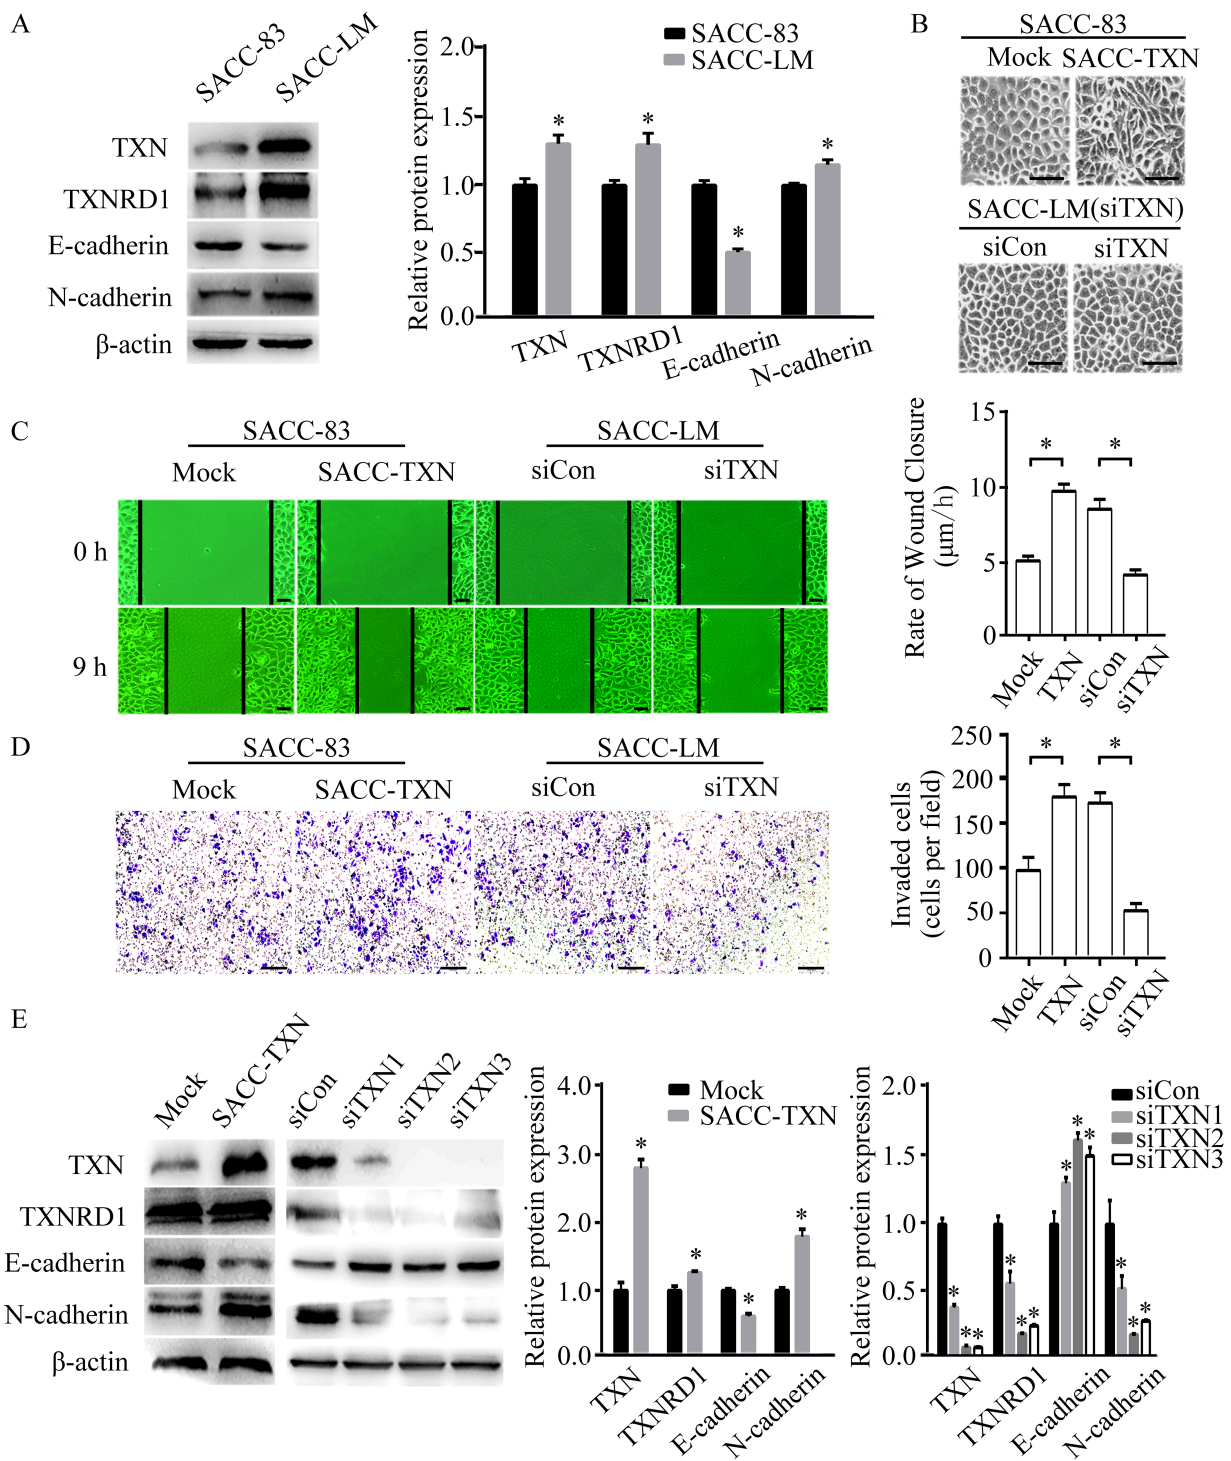 A
SACC-83
SACC-LM
TXN
TXNRD1
E-cadherin
N-cadherin
β-actin
Relative protein expression
2.0
1.5
1.0
0.5
0.0
SACC-83
SACC-LM
*
*
*
*
TXN
TXNRD1
E-cadherin
N-cadherin
B
SACC-83
Mock SACC-TXN
SACC-LM(siTXN)
siCon siTXN
C
SACC-83 SACC-LM
Mock SACC-TXN siCon siTXN
0 h
9 h
Rate of Wound Closure
(μm/h)
15
10
5
0
* *
Mock
TXN
siCon
siTXN
D
SACC-83 SACC-LM
Mock SACC-TXN siCon siTXN
Invaded cells
(cells per field)
250
200
150
100
50
0
* *
Mock
TXN
siCon
siTXN
E
Mock
SACC-TXN
siCon
siTXN1
siTXN2
siTXN3
TXN
TXNRD1
E-cadherin
N-cadherin
β-actin
Relative protein expression
4.0
3.0
2.0
1.0
0.0
Mock
SACC-TXN
*
*
*
*
TXN
TXNRD1
E-cadherin
N-cadherin
Relative protein expression
2.0
1.5
1.0
0.5
0.0
siCon
siTXN1
siTXN2
siTXN3
* * *
* * *
* * *
* * *
TXN
TXNRD1
E-cadherin
N-cadherin